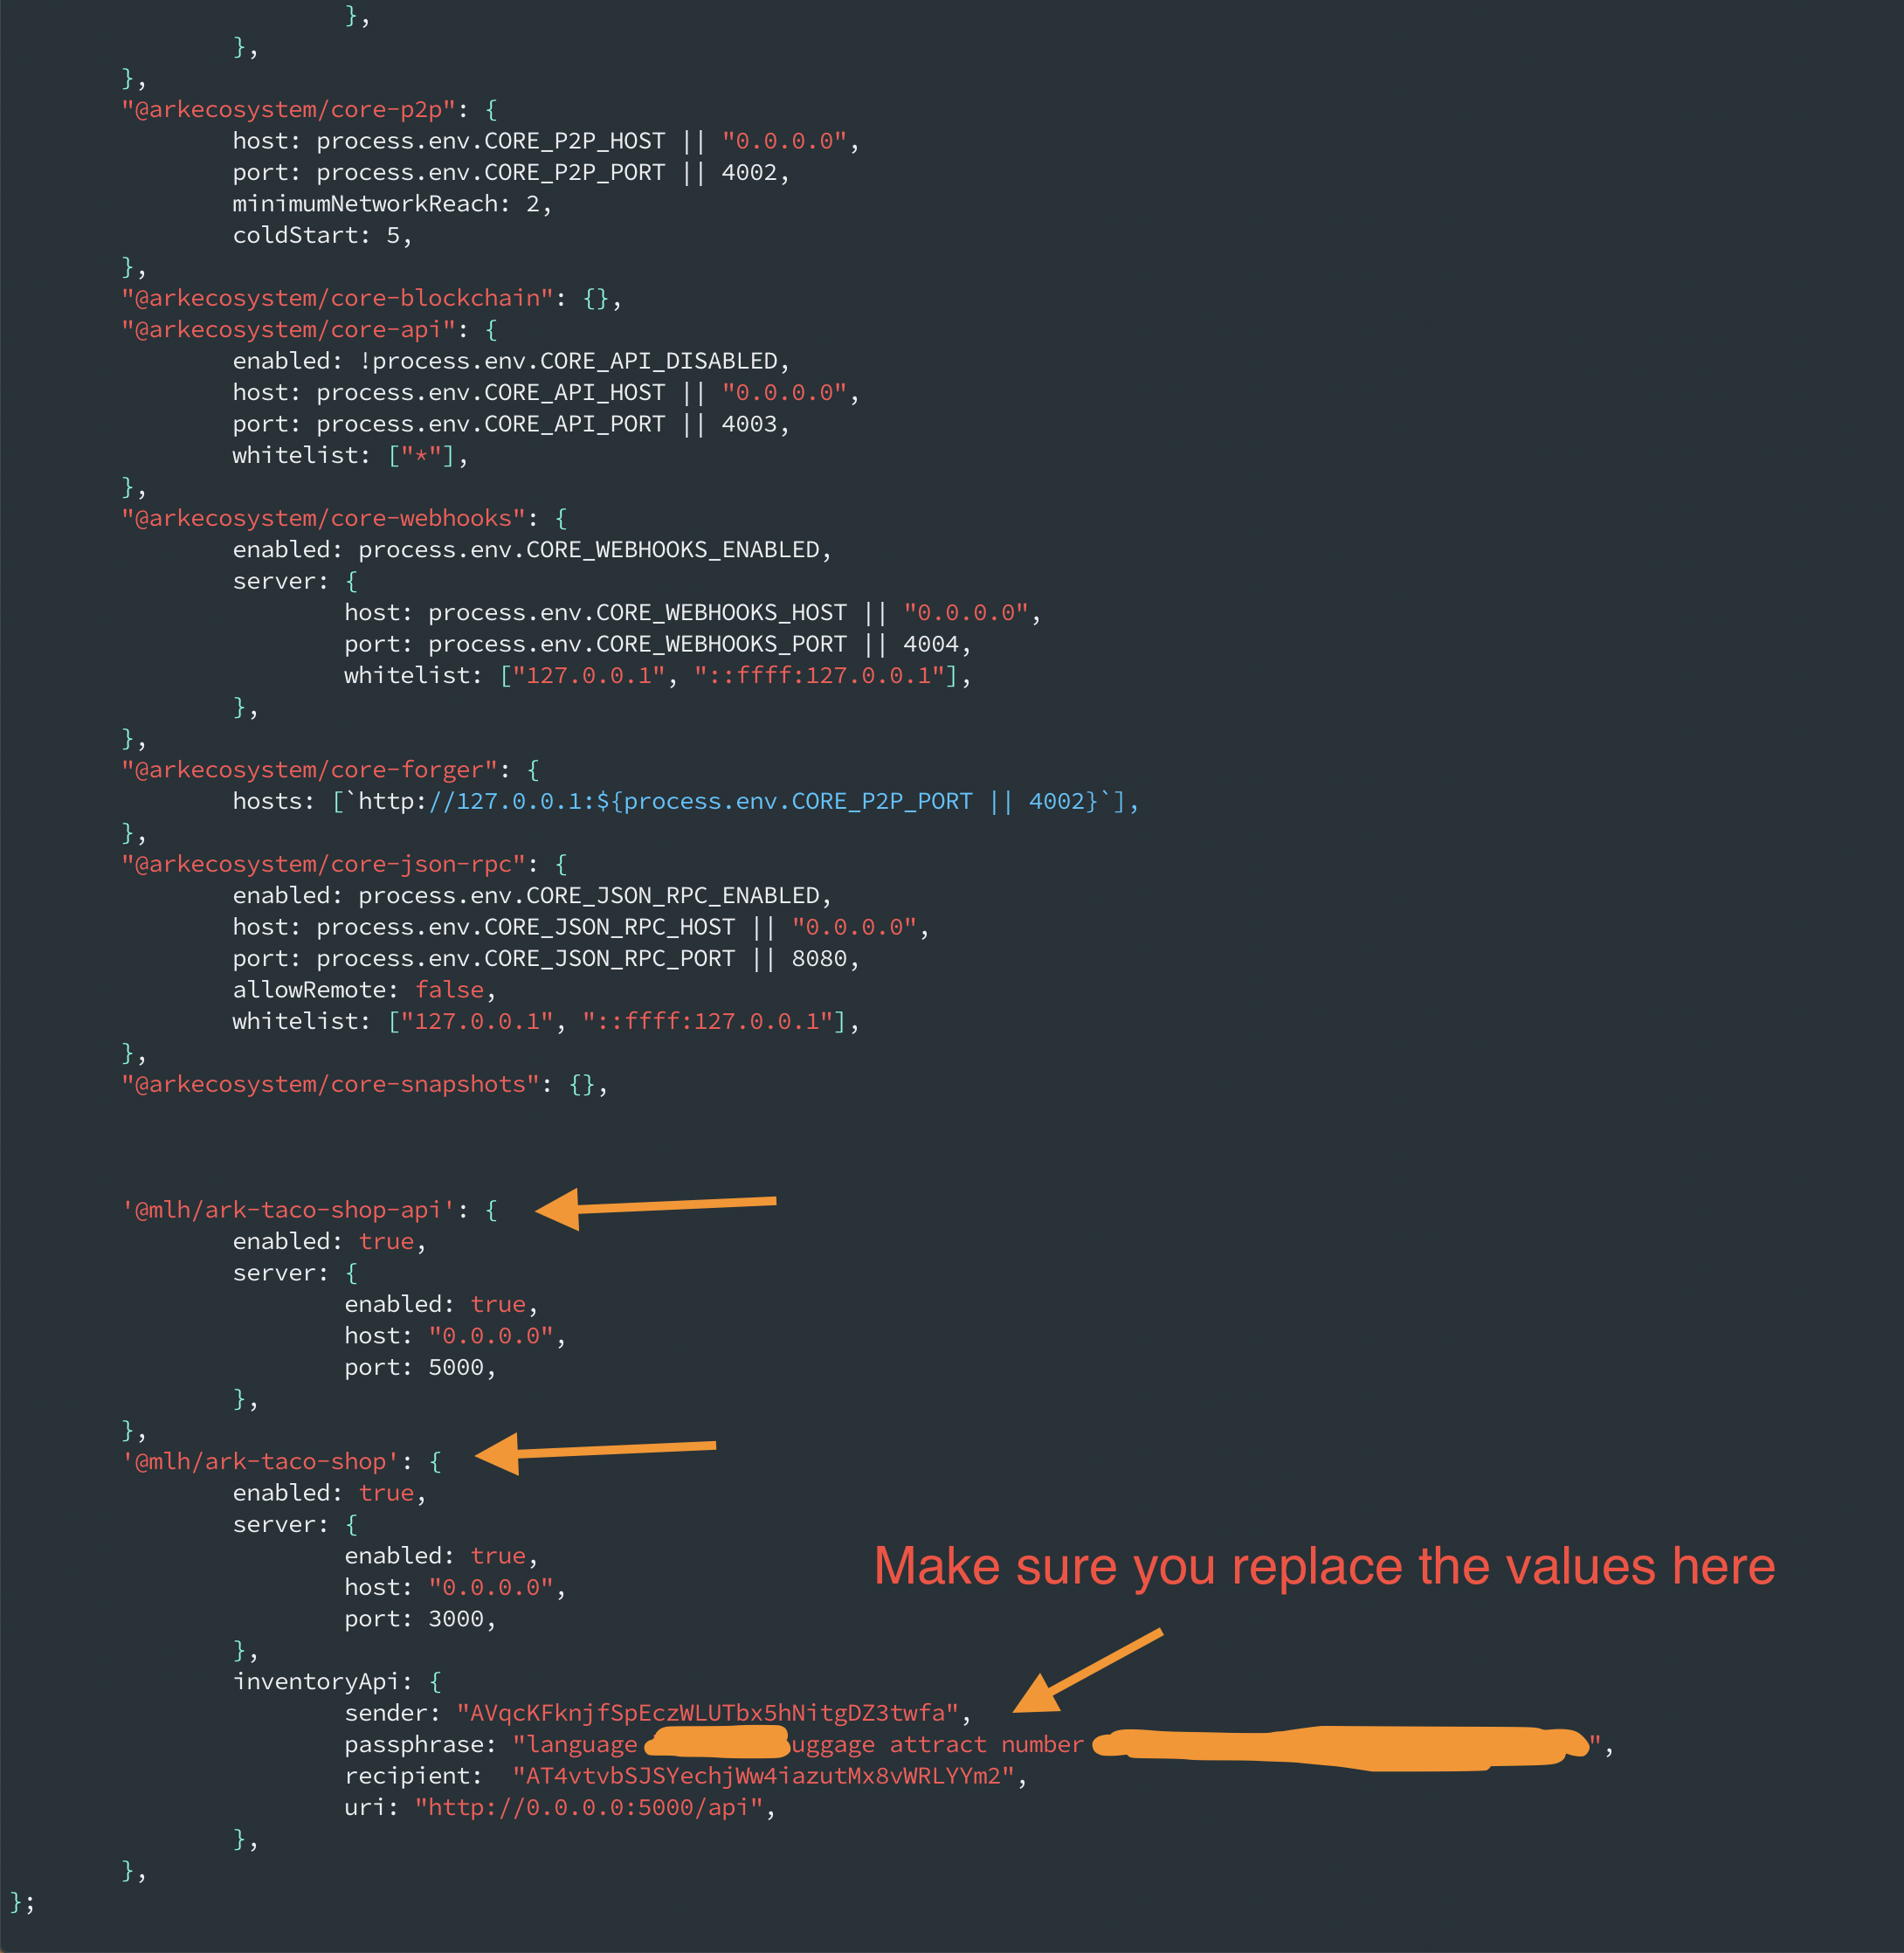 },
},
},
"@arkecosystem/core-p2p": {
host: process.env.CORE_P2P_HOST || "0.0.0.0",
port: process.env.CORE_P2P_PORT || 4002,
minimumNetworkReach: 2,
coldStart: 5,
},
"@arkecosystem/core-blockchain": {},
"@arkecosystem/core-api": {
enabled: !process.env.CORE_API_DISABLED,
host: process.env.CORE_API_HOST || "0.0.0.0",
port: process.env.CORE_API_PORT || 4003,
whitelist: ["*"],
},
"@arkecosystem/core-webhooks": {
enabled: process.env.CORE_WEBHOOKS_ENABLED,
server: {
host: process.env.CORE_WEBHOOKS_HOST || "0.0.0.0",
port: process.env.CORE_WEBHOOKS_PORT || 4004,
whitelist: ["127.0.0.1", "::ffff:127.0.0.1"],
},
},
"@arkecosystem/core-forger": {
hosts: [`http://127.0.0.1:${process.env.CORE_P2P_PORT || 4002}`],
},
"@arkecosystem/core-json-rpc": {
enabled: process.env.CORE_JSON_RPC_ENABLED,
host: process.env.CORE_JSON_RPC_HOST || "0.0.0.0",
port: process.env.CORE_JSON_RPC_PORT || 8080,
allowRemote: false,
whitelist: ["127.0.0.1", "::ffff:127.0.0.1"],
},
"@arkecosystem/core-snapshots": {},
'@mlh/ark-taco-shop-api': {
enabled: true,
server: {
enabled: true,
host: "0.0.0.0",
port: 5000,
},
},
'@mlh/ark-taco-shop': {
enabled: true,
server: {
enabled: true,
host: "0.0.0.0",
port: 3000,
},
Make sure you replace the values here
inventoryApi: {
sender: "AVqcKFknjfSpEczWLUTbx5hNitgDZ3twfa",
passphrase: "language uggage attract number ",
recipient: "AT4vtvbSJSYechjWw4iazutMx8vWRLYYm2",
uri: "http://0.0.0.0:5000/api",
},
},
};